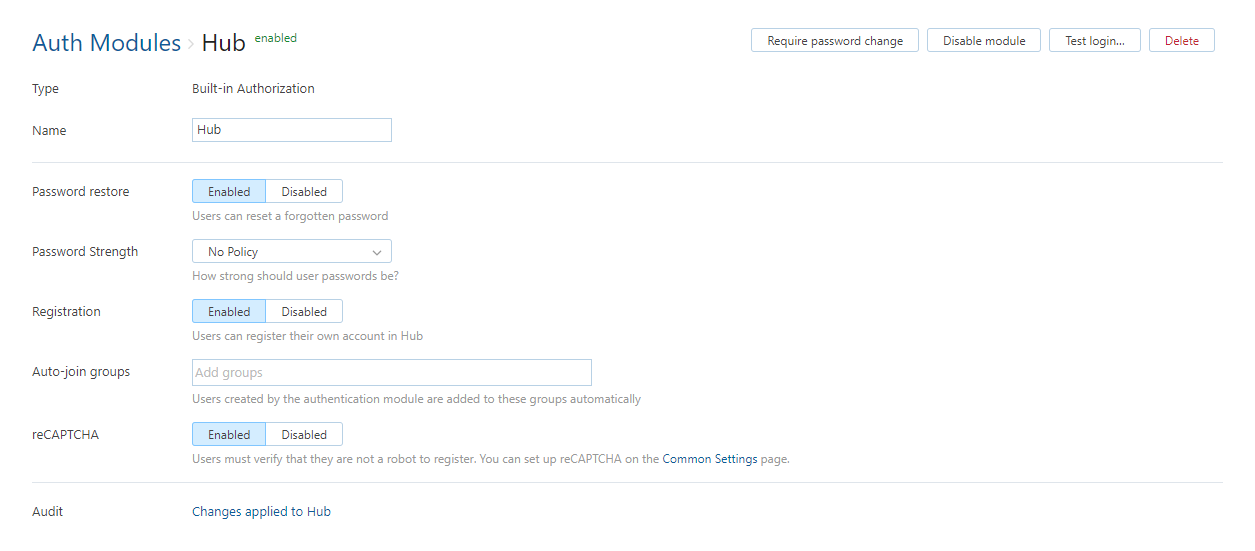 Auth Modules › Hub enabled
Require password change Disable module Test login... Delete
Type Built-in Authorization
Name Hub
Password restore Enabled Disabled
Users can reset a forgotten password
Password Strength No Policy
How strong should user passwords be?
Registration Enabled Disabled
Users can register their own account in Hub
Auto-join groups Add groups
Users created by the authentication module are added to these groups automatically
reCAPTCHA Enabled Disabled
Users must verify that they are not a robot to register. You can set up reCAPTCHA on the Common Settings page.
Audit Changes applied to Hub